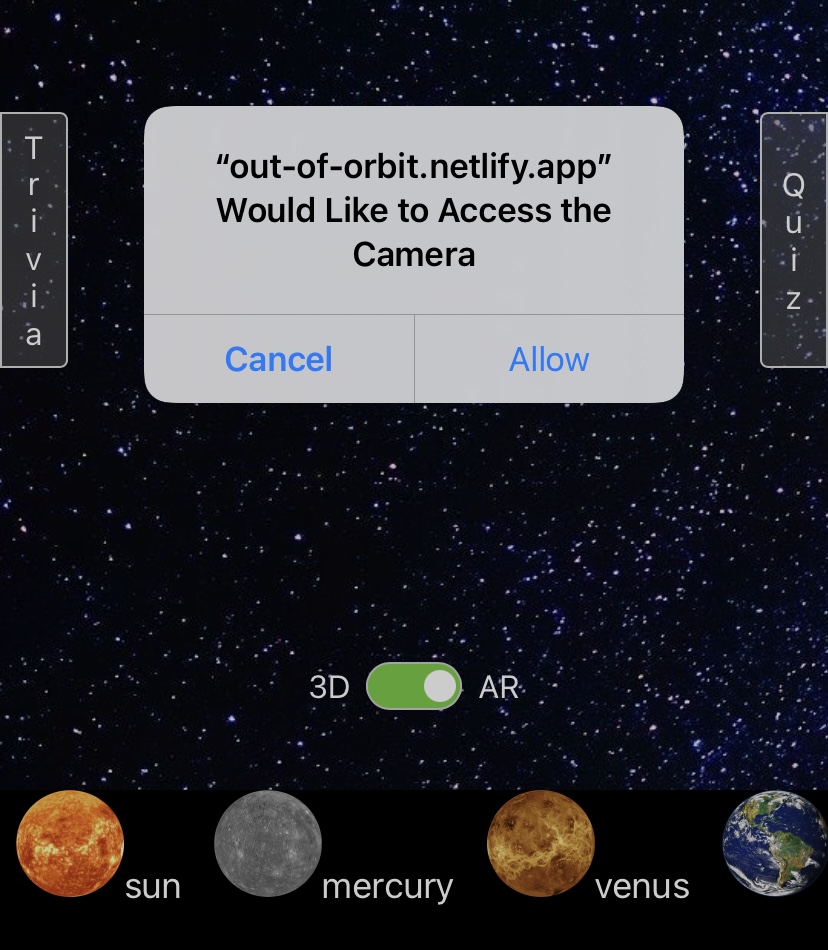 Trivia
“out-of-orbit.netlify.app”
Would Like to Access the
Camera
Quiz
Cancel
Allow
3D
AR
sun
mercury
venus